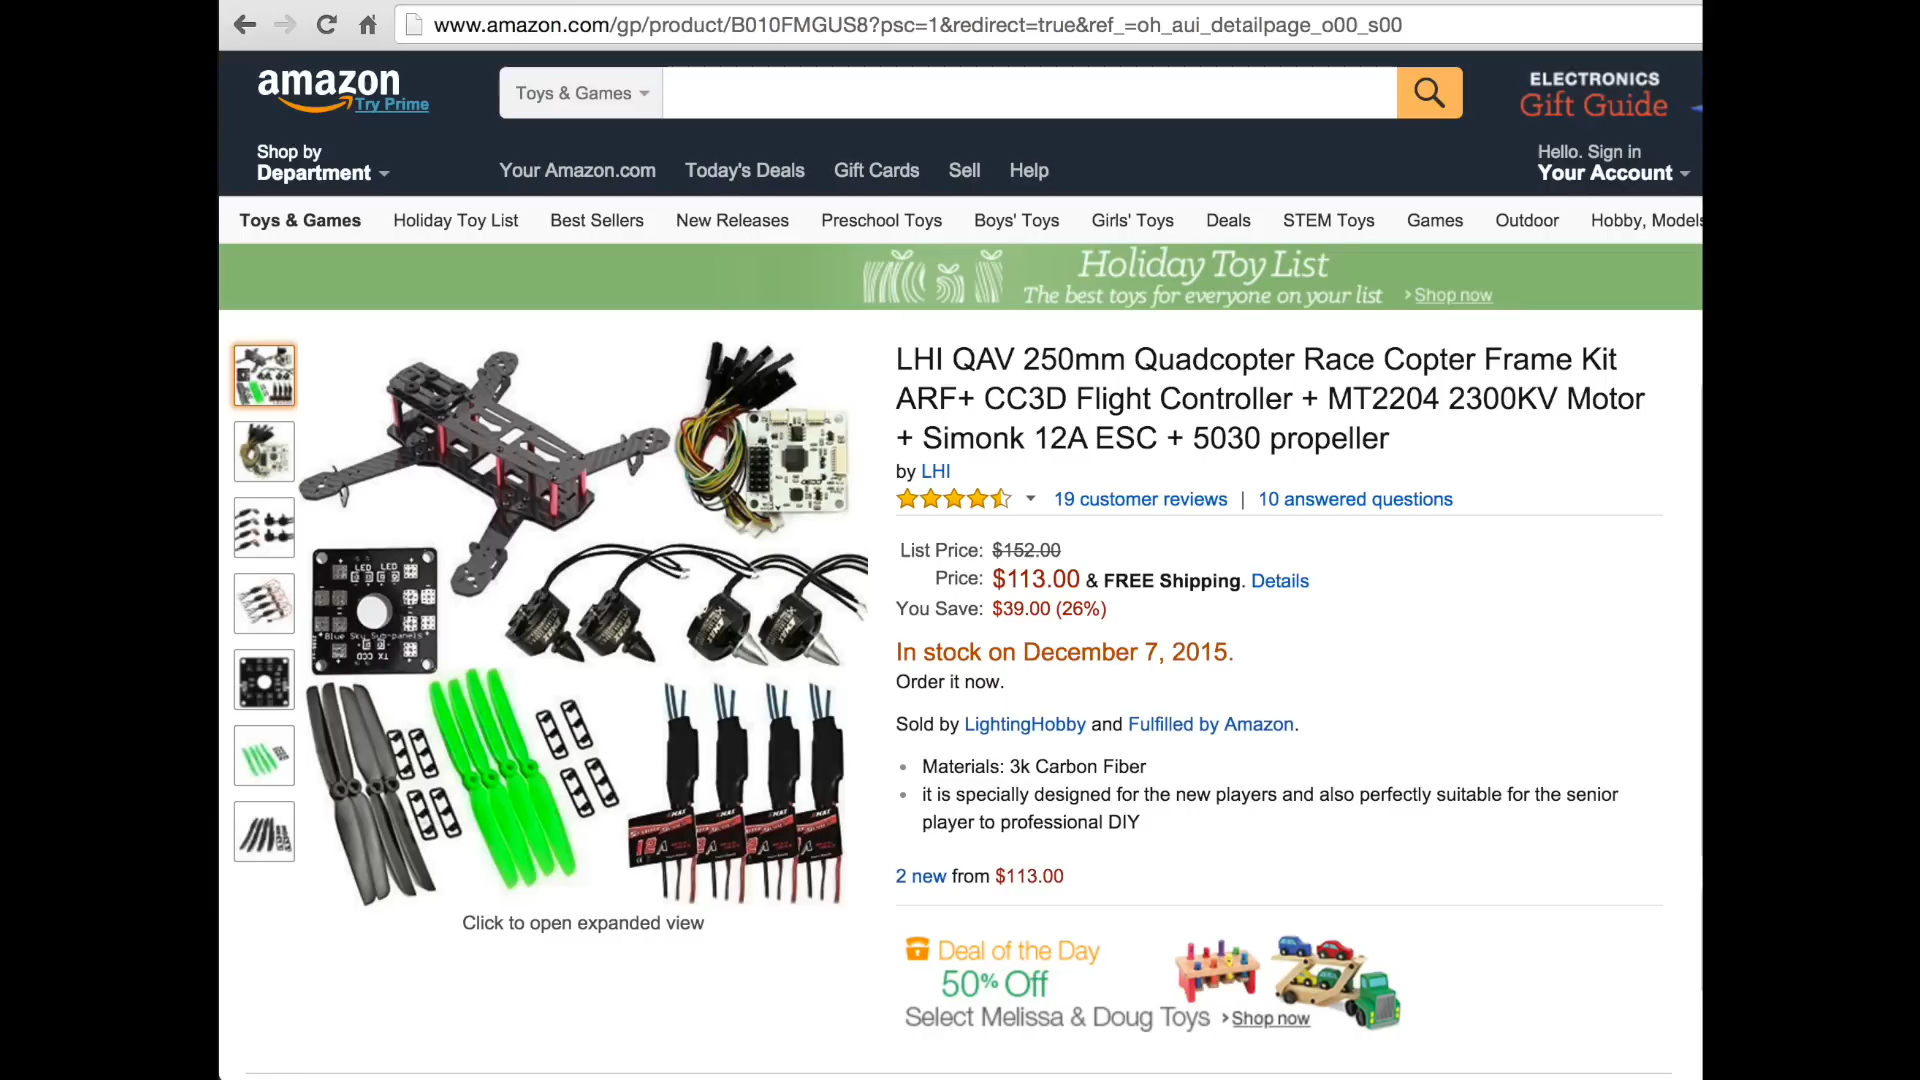 www.amazon.com/gp/product/B010FMGUS8?psc=1&redirect=true&ref_=oh_aui_detailpage_o00_s00
amazon
Try Prime
Toys & Games
ELECTRONICS
Gift Guide
Shop by
Department
Your Amazon.com Today's Deals Gift Cards Sell Help
Hello. Sign in
Your Account
Toys & Games Holiday Toy List Best Sellers New Releases Preschool Toys Boys' Toys Girls' Toys Deals STEM Toys Games Outdoor Hobby, Models
Holiday Toy List
The best toys for everyone on your list › Shop now
LHI QAV 250mm Quadcopter Race Copter Frame Kit
ARF+ CC3D Flight Controller + MT2204 2300KV Motor
+ Simonk 12A ESC + 5030 propeller
by LHI
19 customer reviews | 10 answered questions
List Price: $152.00
Price: $113.00 & FREE Shipping. Details
You Save: $39.00 (26%)
In stock on December 7, 2015.
Order it now.
Sold by LightingHobby and Fulfilled by Amazon.
• Materials: 3k Carbon Fiber
• it is specially designed for the new players and also perfectly suitable for the senior
player to professional DIY
2 new from $113.00
LED LED
Blue Sky Sub-panels
CCD TX
12A
Click to open expanded view
Deal of the Day
50% Off
Select Melissa & Doug Toys › Shop now